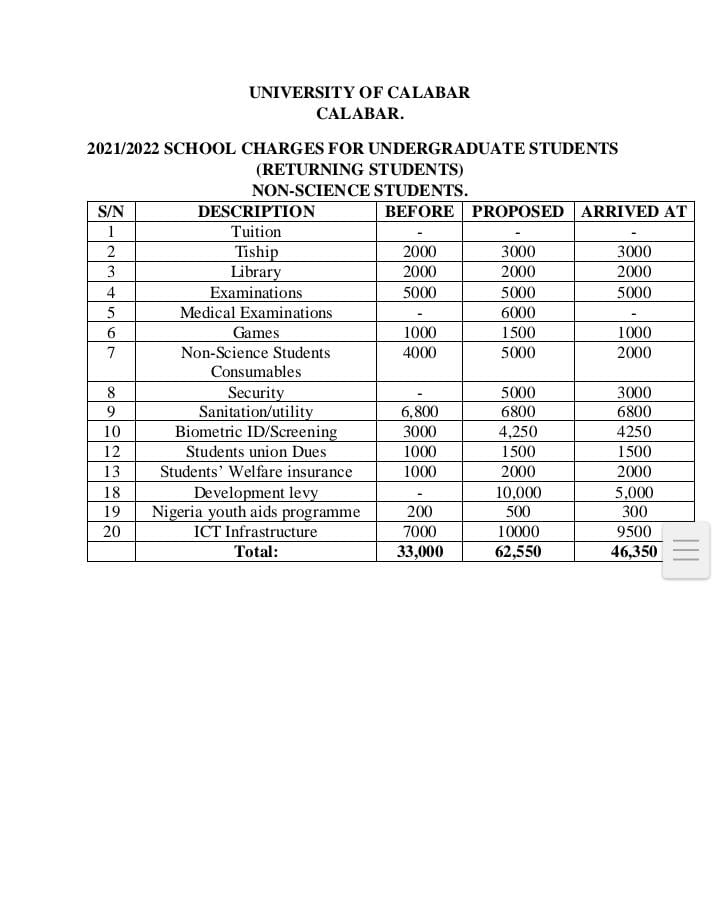 UNIVERSITY OF CALABAR
CALABAR.
2021/2022 SCHOOL CHARGES FOR UNDERGRADUATE STUDENTS
(RETURNING STUDENTS)
NON-SCIENCE STUDENTS.
S/N DESCRIPTION BEFORE PROPOSED ARRIVED AT
1 Tuition - - -
2 Tiship 2000 3000 3000
3 Library 2000 2000 2000
4 Examinations 5000 5000 5000
5 Medical Examinations - 6000 -
6 Games 1000 1500 1000
7 Non-Science Students 4000 5000 2000
Consumables
8 Security - 5000 3000
9 Sanitation/utility 6,800 6800 6800
10 Biometric ID/Screening 3000 4,250 4250
12 Students union Dues 1000 1500 1500
13 Students’ Welfare insurance 1000 2000 2000
18 Development levy - 10,000 5,000
19 Nigeria youth aids programme 200 500 300
20 ICT Infrastructure 7000 10000 9500
Total: 33,000 62,550 46,350